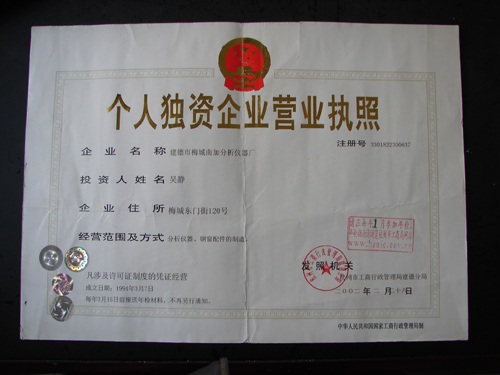 个人独资企业营业执照
注册号 3301822330037
企业名称 建德市梅城南加分析仪器厂
投资人姓名 吴静
企业住所 梅城东门街120号
经营范围及方式 分析仪器、钢窗配件的制造。
凡涉及许可证制度的凭证经营
成立日期：1994年3月7日
每年3月15日前报送年检材料，不再另行通知。
发照机关 杭州市工商行政管理局建德分局
二00二年二月二十八日
中华人民共和国国家工商行政管理局制